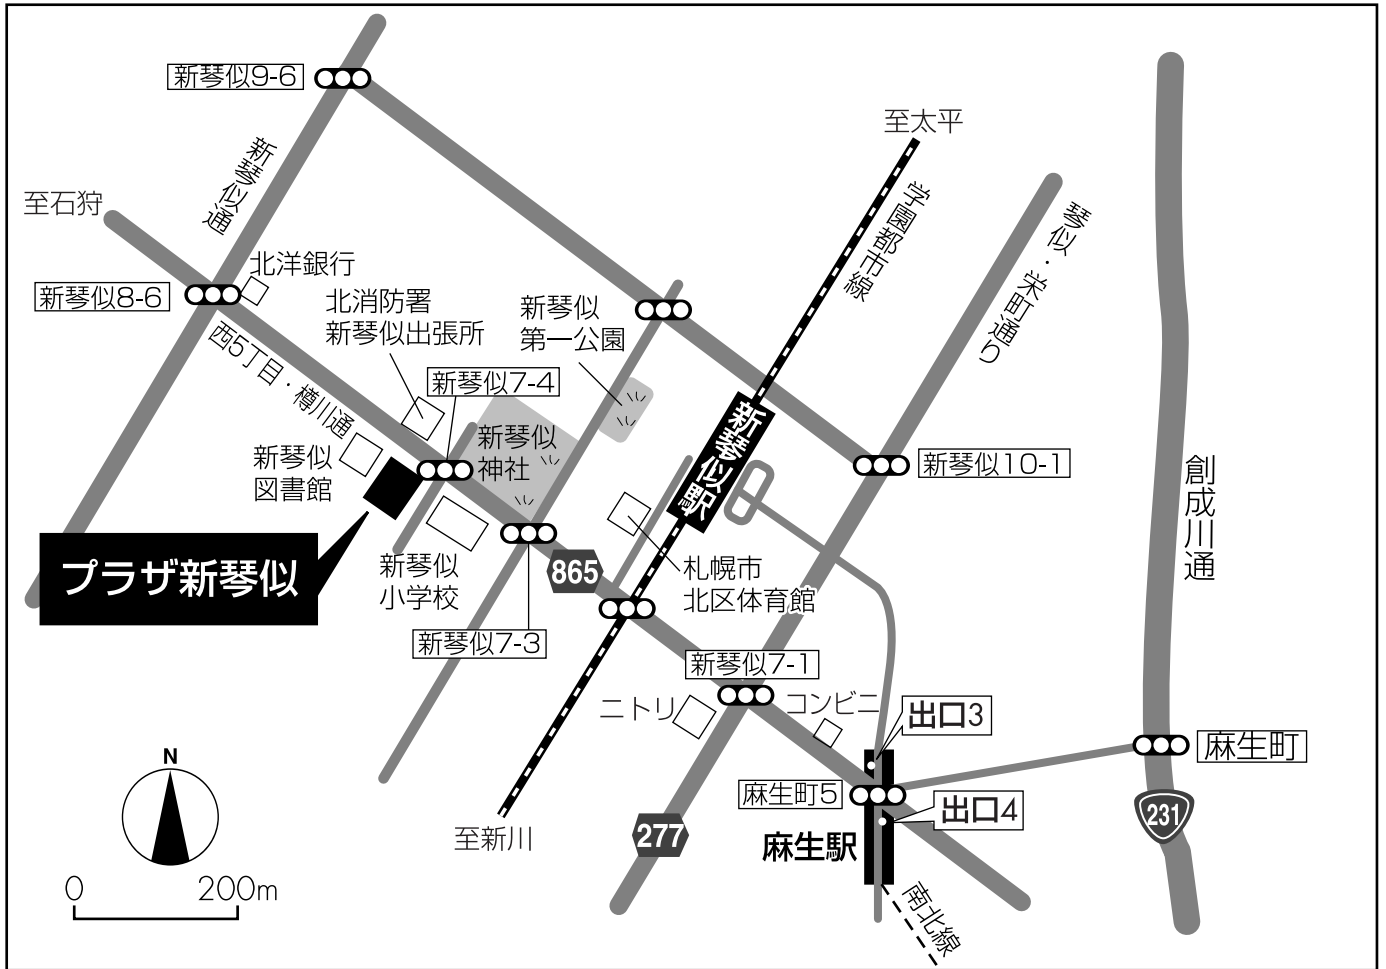 新琴似9-6
至太平
学園都市線
新琴似通
至石狩
琴似・栄町通り
北洋銀行
新琴似8-6
北消防署
新琴似出張所
新琴似
第一公園
西5丁目・樽川通
新琴似7-4
新琴似駅
新琴似
神社
新琴似
図書館
新琴似10-1
創成川通
プラザ新琴似
新琴似
小学校
865
札幌市
北区体育館
新琴似7-3
新琴似7-1
ニトリ
コンビニ
出口3
麻生町
N
麻生町5
出口4
231
至新川
277
麻生駅
0
200m
南北線